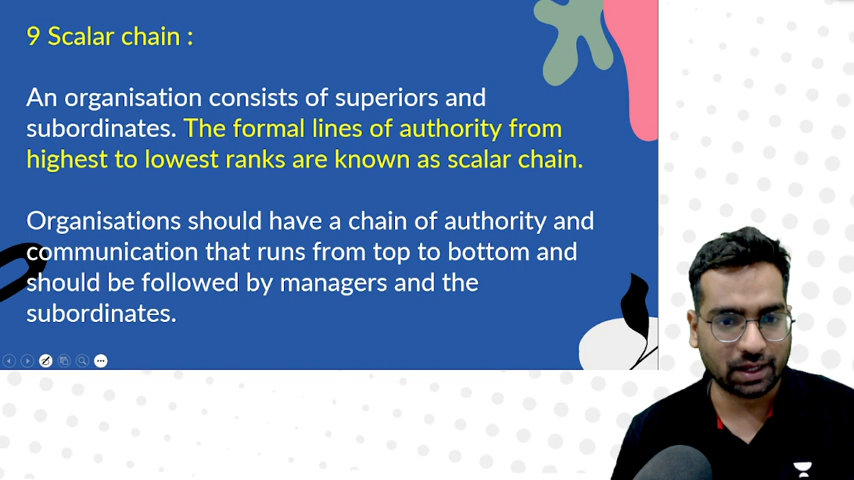 9 Scalar chain :
An organisation consists of superiors and
subordinates. The formal lines of authority from
highest to lowest ranks are known as scalar chain.
Organisations should have a chain of authority and
communication that runs from top to bottom and
should be followed by managers and the
subordinates.